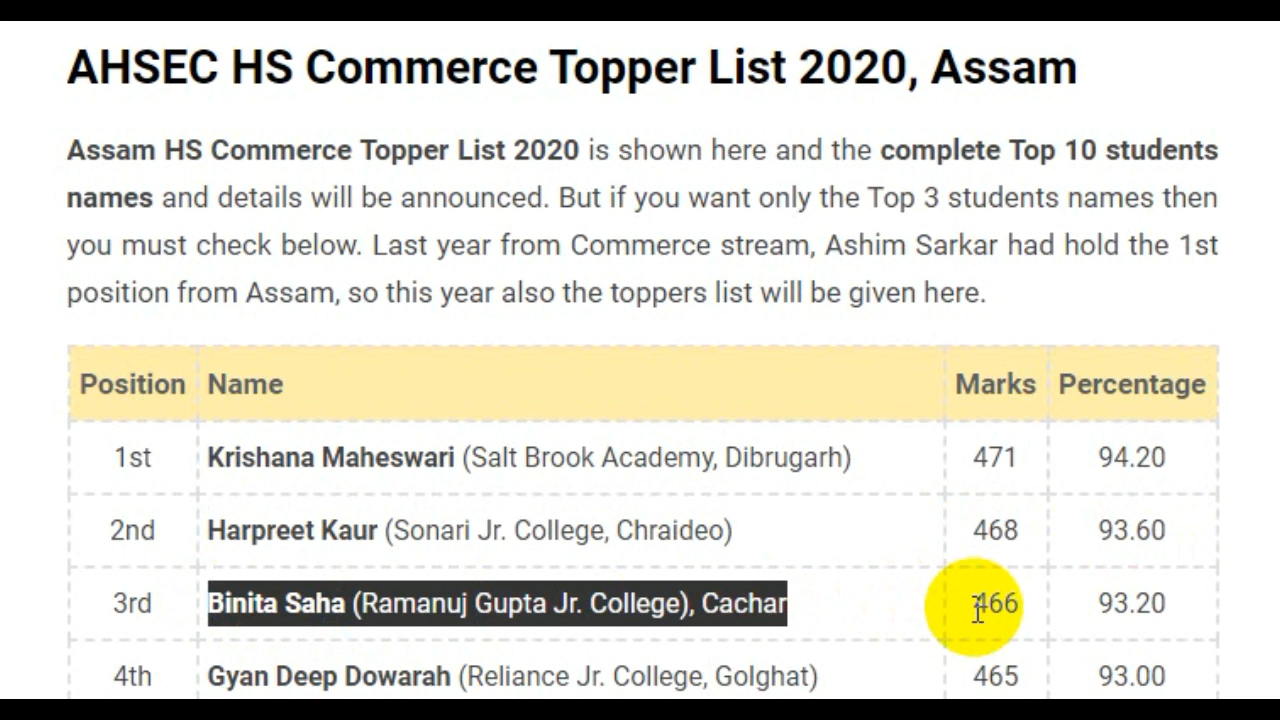 AHSEC HS Commerce Topper List 2020, Assam
Assam HS Commerce Topper List 2020 is shown here and the complete Top 10 students
names and details will be announced. But if you want only the Top 3 students names then
you must check below. Last year from Commerce stream, Ashim Sarkar had hold the 1st
position from Assam, so this year also the toppers list will be given here.
Position Name Marks Percentage
1st Krishana Maheswari (Salt Brook Academy, Dibrugarh) 471 94.20
2nd Harpreet Kaur (Sonari Jr. College, Chraideo) 468 93.60
3rd Binita Saha (Ramanuj Gupta Jr. College), Cachar 466 93.20
4th Gyan Deep Dowarah (Reliance Jr. College, Golghat) 465 93.00